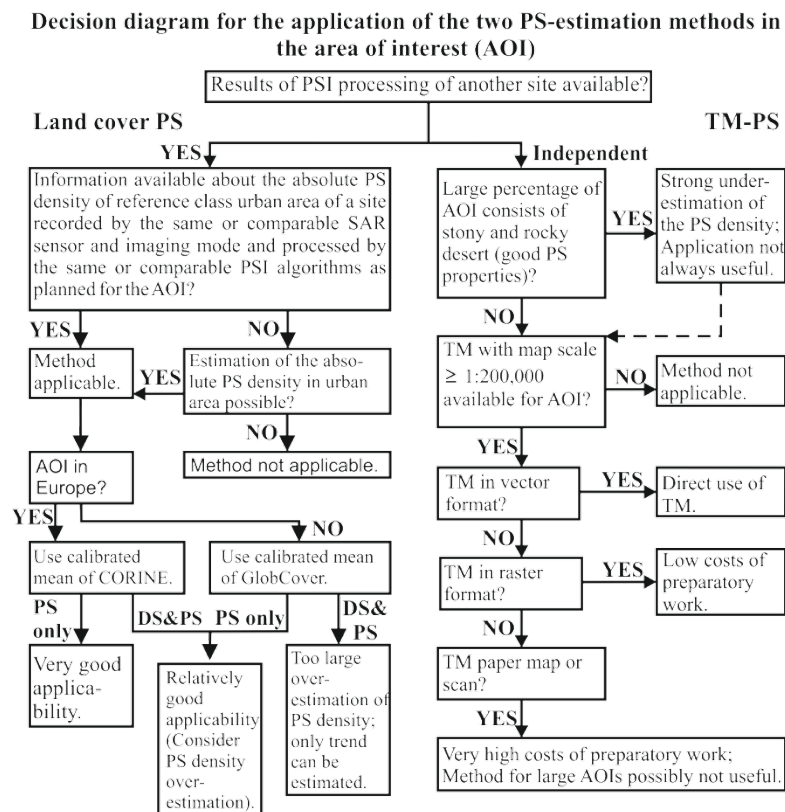 Decision diagram for the application of the two PS-estimation methods in
the area of interest (AOI)
Results of PSI processing of another site available?
Land cover PS
TM-PS
YES
Independent
Information available about the absolute PS
density of reference class urban area of a site
recorded by the same or comparable SAR
sensor and imaging mode and processed by
the same or comparable PSI algorithms as
planned for the AOI?
Large percentage of
AOI consists of
stony and rocky
desert (good PS
properties)?
YES
Strong under-
estimation of
the PS density;
Application not
always useful.
YES
NO
NO
Method
applicable.
YES
Estimation of the abso-
lute PS density in urban
area possible?
TM with map scale
≥ 1:200,000
available for AOI?
NO
Method not
applicable.
NO
YES
AOI in
Europe?
Method not applicable.
TM in vector
format?
YES
Direct use of
TM.
YES
NO
NO
Use calibrated
mean of CORINE.
Use calibrated mean
of GlobCover.
TM in raster
format?
YES
Low costs of
preparatory
work.
PS
only
DS&PS
PS only
DS&
PS
NO
Very good
applica-
bility.
Relatively
good
applicability
(Consider
PS density
over-
estimation).
Too large
over-
estimation of
PS density;
only trend
can be
estimated.
TM paper map or
scan?
YES
Very high costs of preparatory work;
Method for large AOIs possibly not useful.